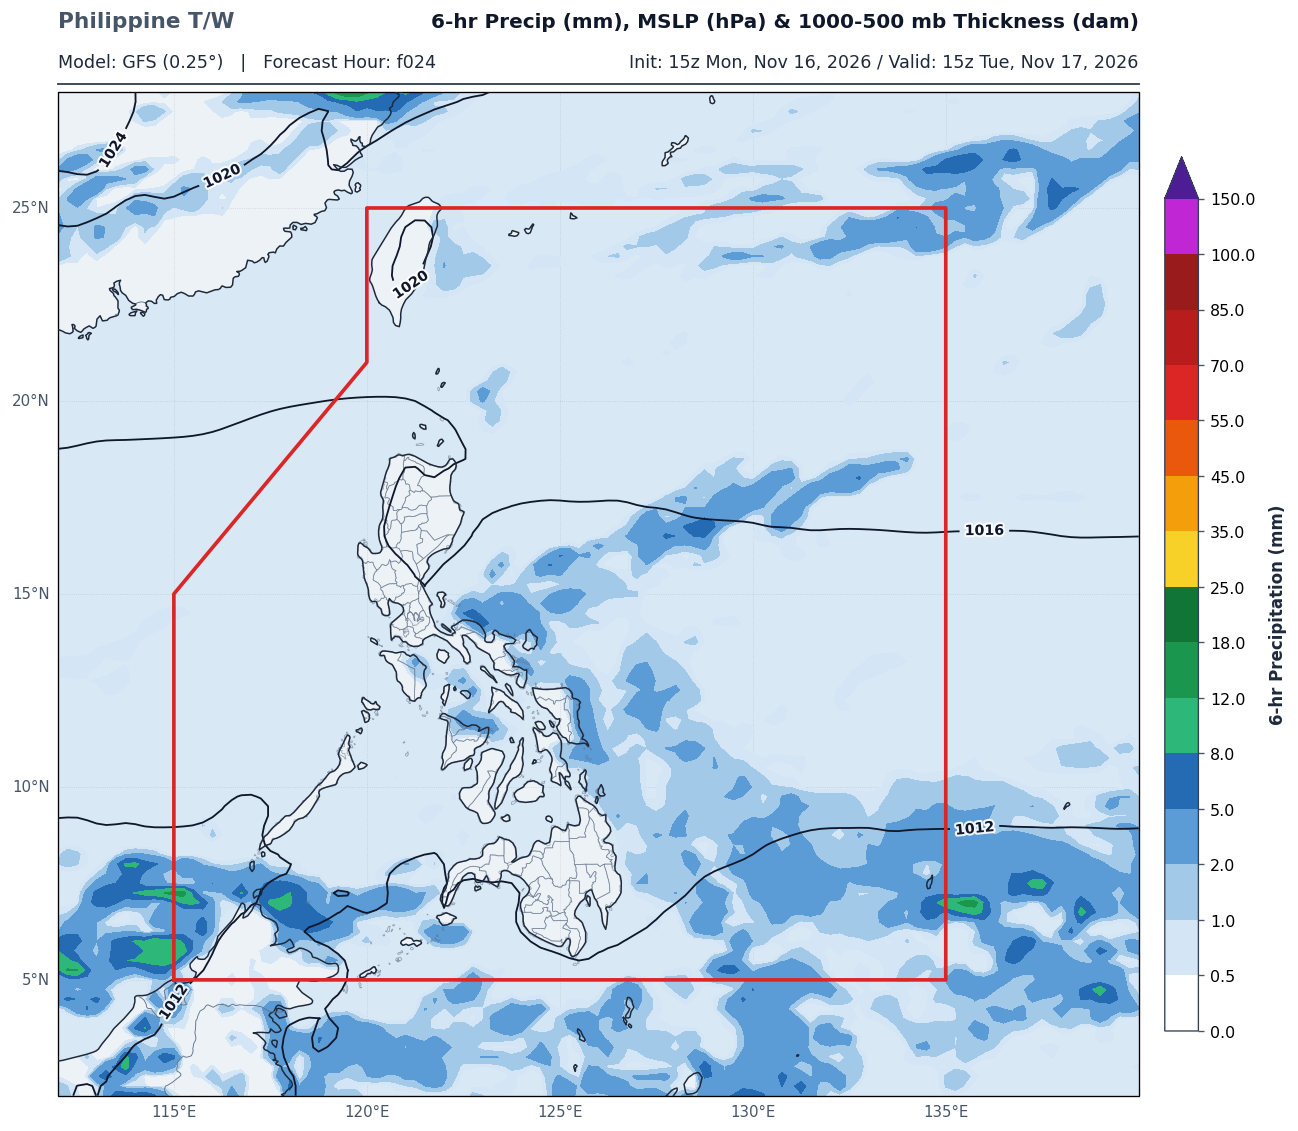 Philippine T/W
6-hr Precip (mm), MSLP (hPa) & 1000-500 mb Thickness (dam)
Model: GFS (0.25°) | Forecast Hour: f024
Init: 15z Mon, Nov 16, 2026 / Valid: 15z Tue, Nov 17, 2026
1024
1020
1020
1016
1012
1012
25°N
20°N
15°N
10°N
5°N
115°E
120°E
125°E
130°E
135°E
150.0
100.0
85.0
70.0
55.0
45.0
35.0
25.0
18.0
12.0
8.0
5.0
2.0
1.0
0.5
0.0
6-hr Precipitation (mm)